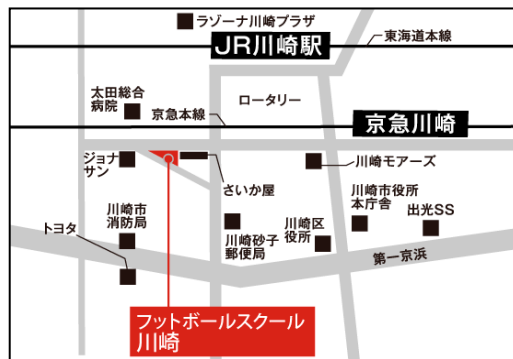 ラゾーナ川崎プラザ
JR川崎駅
東海道本線
太田総合
病院
ロータリー
京急本線
京急川崎
ジョナ
サン
さいか屋
川崎モアーズ
川崎市
消防局
川崎市役所
本庁舎
出光SS
トヨタ
川崎砂子
郵便局
川崎区
役所
第一京浜
フットボールスクール
川崎